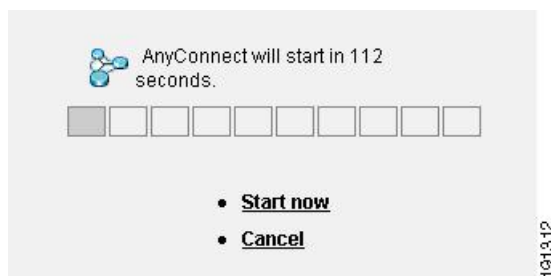 AnyConnect will start in 112
seconds.
• Start now
• Cancel
191312